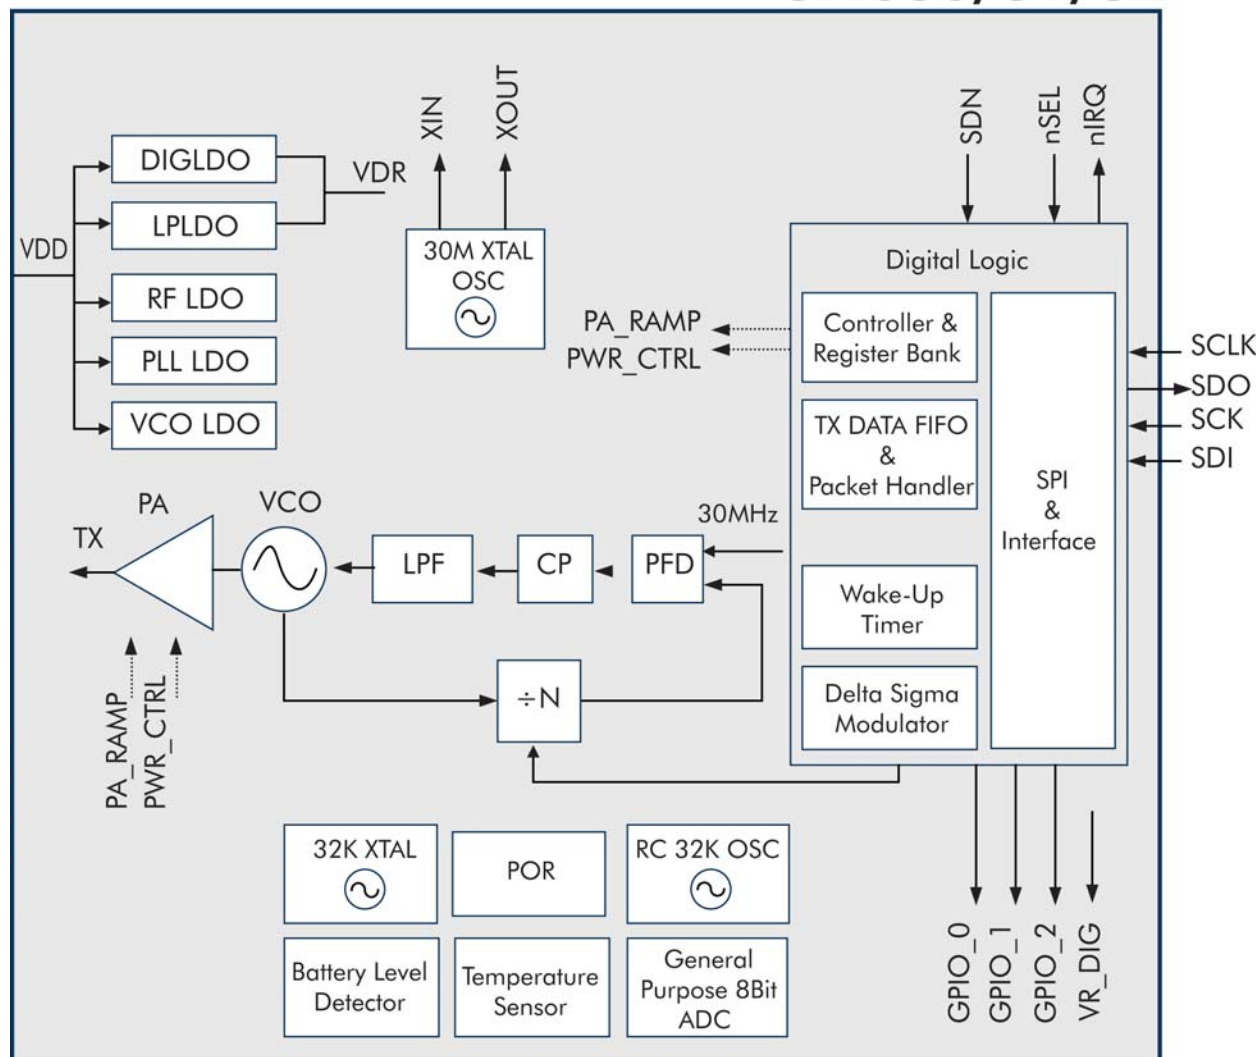 XIN
XOUT
SDN
nSEL
nIRQ
DIGLDO
VDR
LPLDO
VDD
30M XTAL
OSC
RF LDO
PLL LDO
VCO LDO
PA_RAMP
PWR_CTRL
Digital Logic
Controller &
Register Bank
TX DATA FIFO
&
Packet Handler
Wake-Up
Timer
Delta Sigma
Modulator
SPI
&
Interface
SCLK
SDO
SCK
SDI
TX
PA
VCO
LPF
CP
PFD
30MHz
÷N
PA_RAMP
PWR_CTRL
32K XTAL
POR
RC 32K OSC
Battery Level
Detector
Temperature
Sensor
General
Purpose 8Bit
ADC
GPIO_0
GPIO_1
GPIO_2
VR_DIG